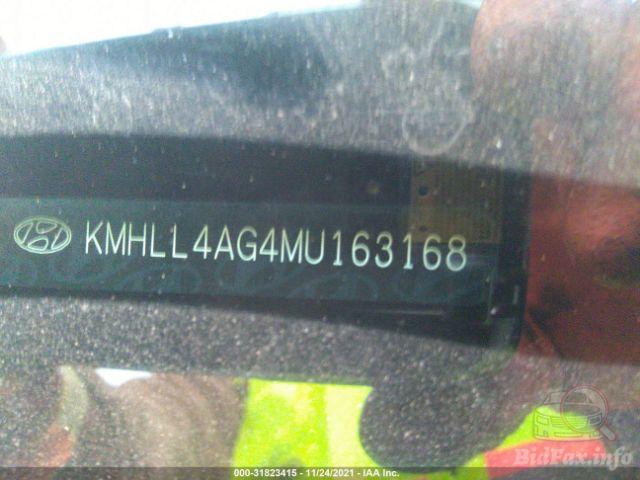 KMHLL4AG4MU163168
BidFax.info
000-31823415 - 11/24/2021 - IAA Inc.